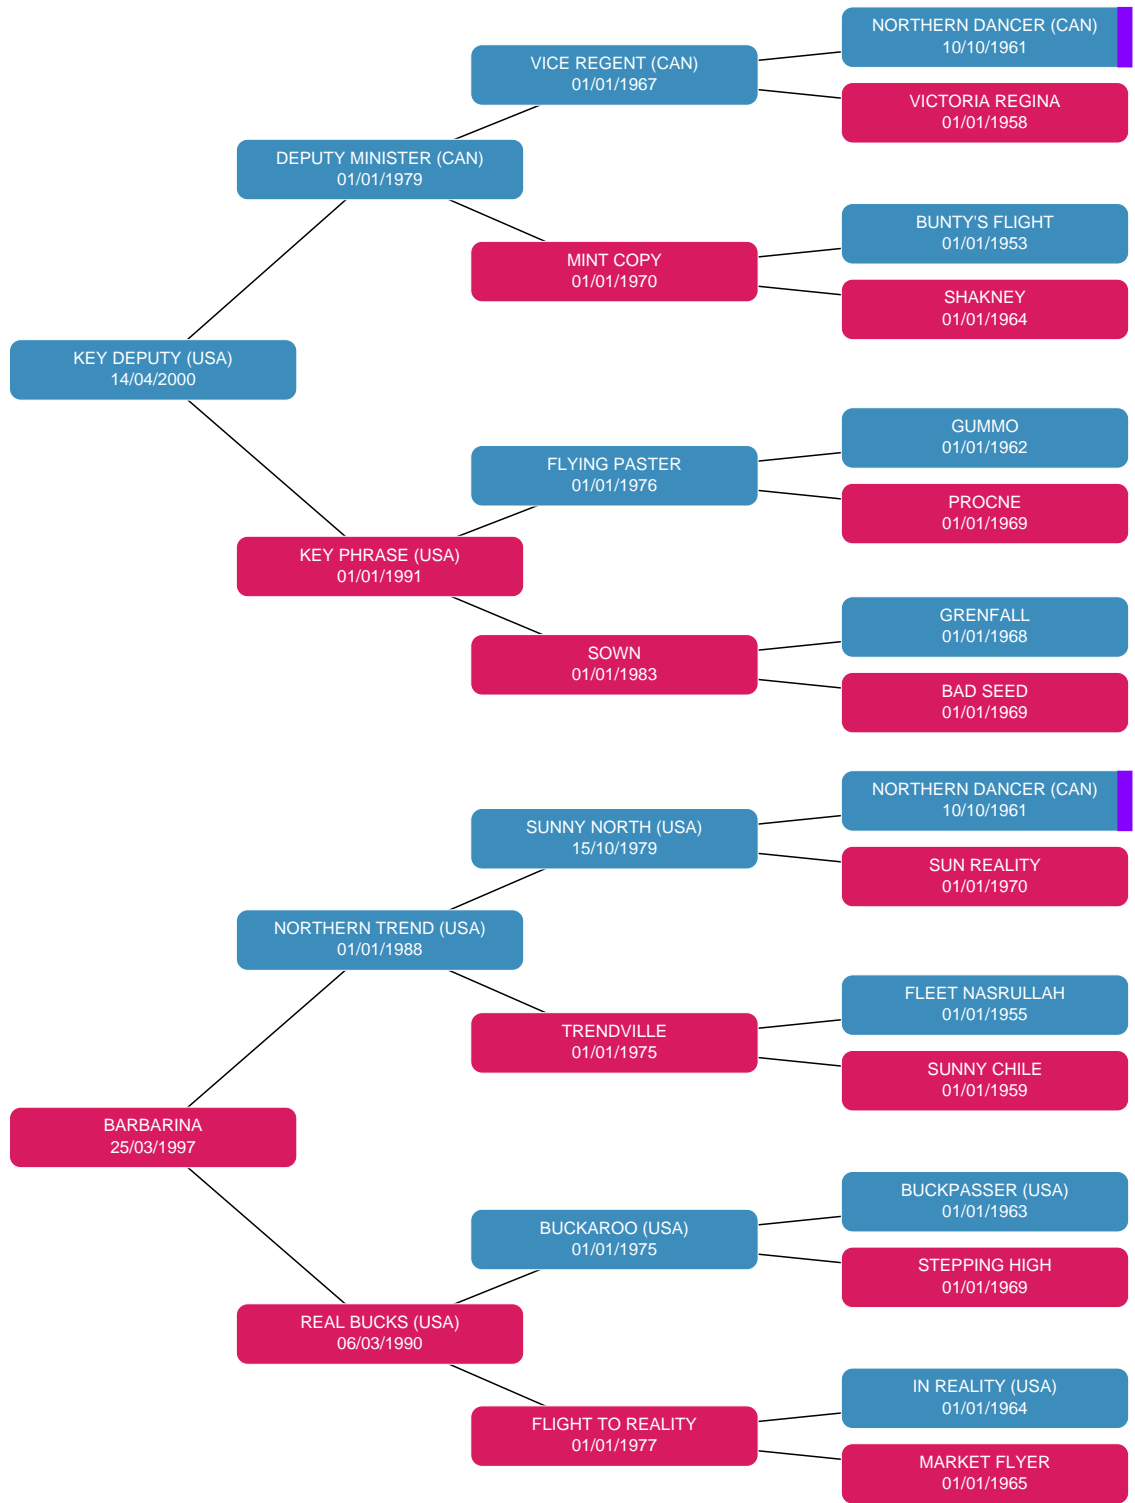 NORTHERN DANCER (CAN)
10/10/1961
VICE REGENT (CAN)
01/01/1967
VICTORIA REGINA
01/01/1958
DEPUTY MINISTER (CAN)
01/01/1979
BUNTY'S FLIGHT
01/01/1953
MINT COPY
01/01/1970
SHAKNEY
01/01/1964
KEY DEPUTY (USA)
14/04/2000
GUMMO
01/01/1962
FLYING PASTER
01/01/1976
PROCNE
01/01/1969
KEY PHRASE (USA)
01/01/1991
GRENFALL
01/01/1968
SOWN
01/01/1983
BAD SEED
01/01/1969
NORTHERN DANCER (CAN)
10/10/1961
SUNNY NORTH (USA)
15/10/1979
SUN REALITY
01/01/1970
NORTHERN TREND (USA)
01/01/1988
FLEET NASRULLAH
01/01/1955
TRENDVILLE
01/01/1975
SUNNY CHILE
01/01/1959
BARBARINA
25/03/1997
BUCKPASSER (USA)
01/01/1963
BUCKAROO (USA)
01/01/1975
STEPPING HIGH
01/01/1969
REAL BUCKS (USA)
06/03/1990
IN REALITY (USA)
01/01/1964
FLIGHT TO REALITY
01/01/1977
MARKET FLYER
01/01/1965